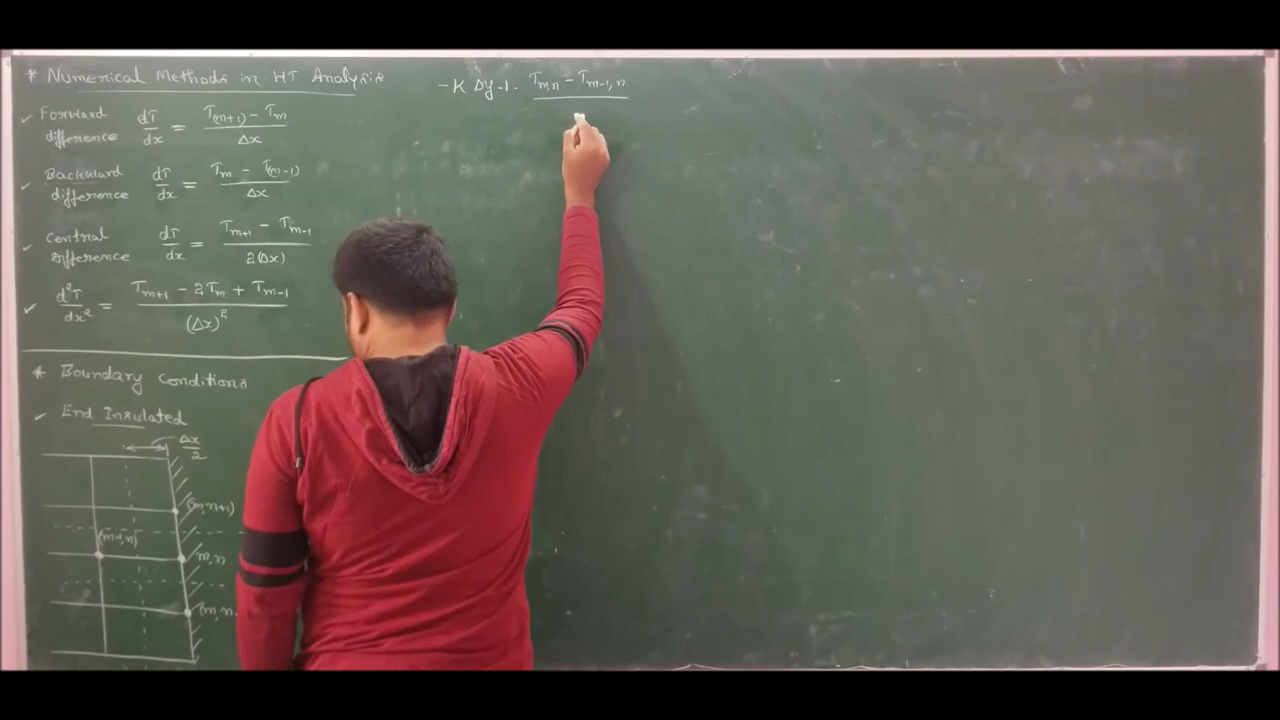 * Numerical Methods in HT Analysis
✓ Forward difference dT/dx = (T(m+1) - Tm)/Δx
✓ Backward difference dT/dx = (Tm - T(m-1))/Δx
✓ Central difference dT/dx = (Tm+1 - Tm-1)/2(Δx)
✓ d²T/dx² = (Tm+1 - 2Tm + Tm-1)/(Δx)²
* Boundary Conditions
✓ End Insulated
Δx/2
(m,n+1)
(m-1,n)
m,n
(m,n
-K Δy.1. Tm,n - Tm-1,n